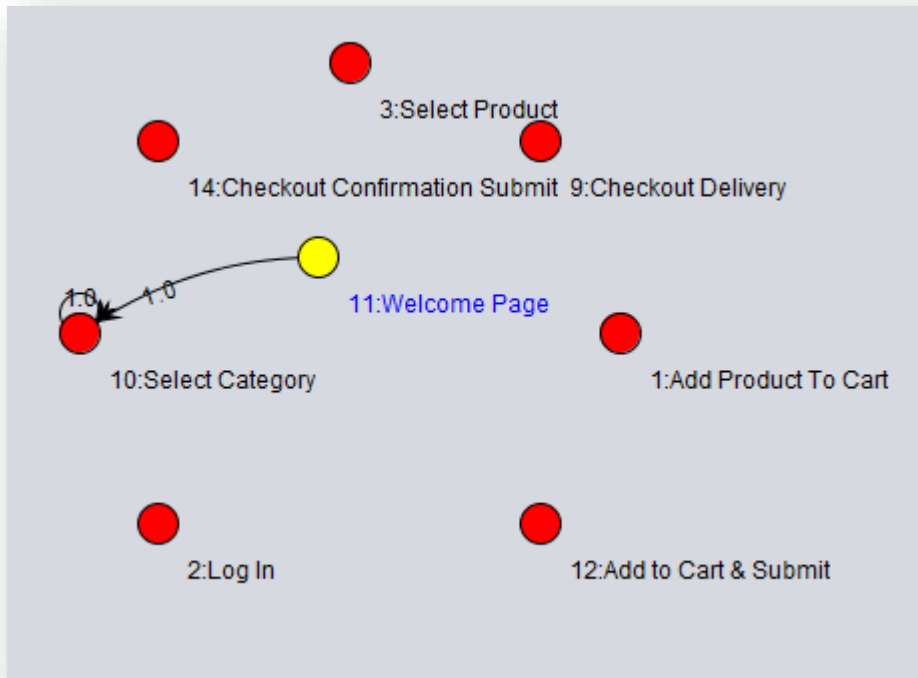 3:Select Product
14:Checkout Confirmation Submit
9:Checkout Delivery
1.0
1.0
11:Welcome Page
10:Select Category
1:Add Product To Cart
2:Log In
12:Add to Cart & Submit